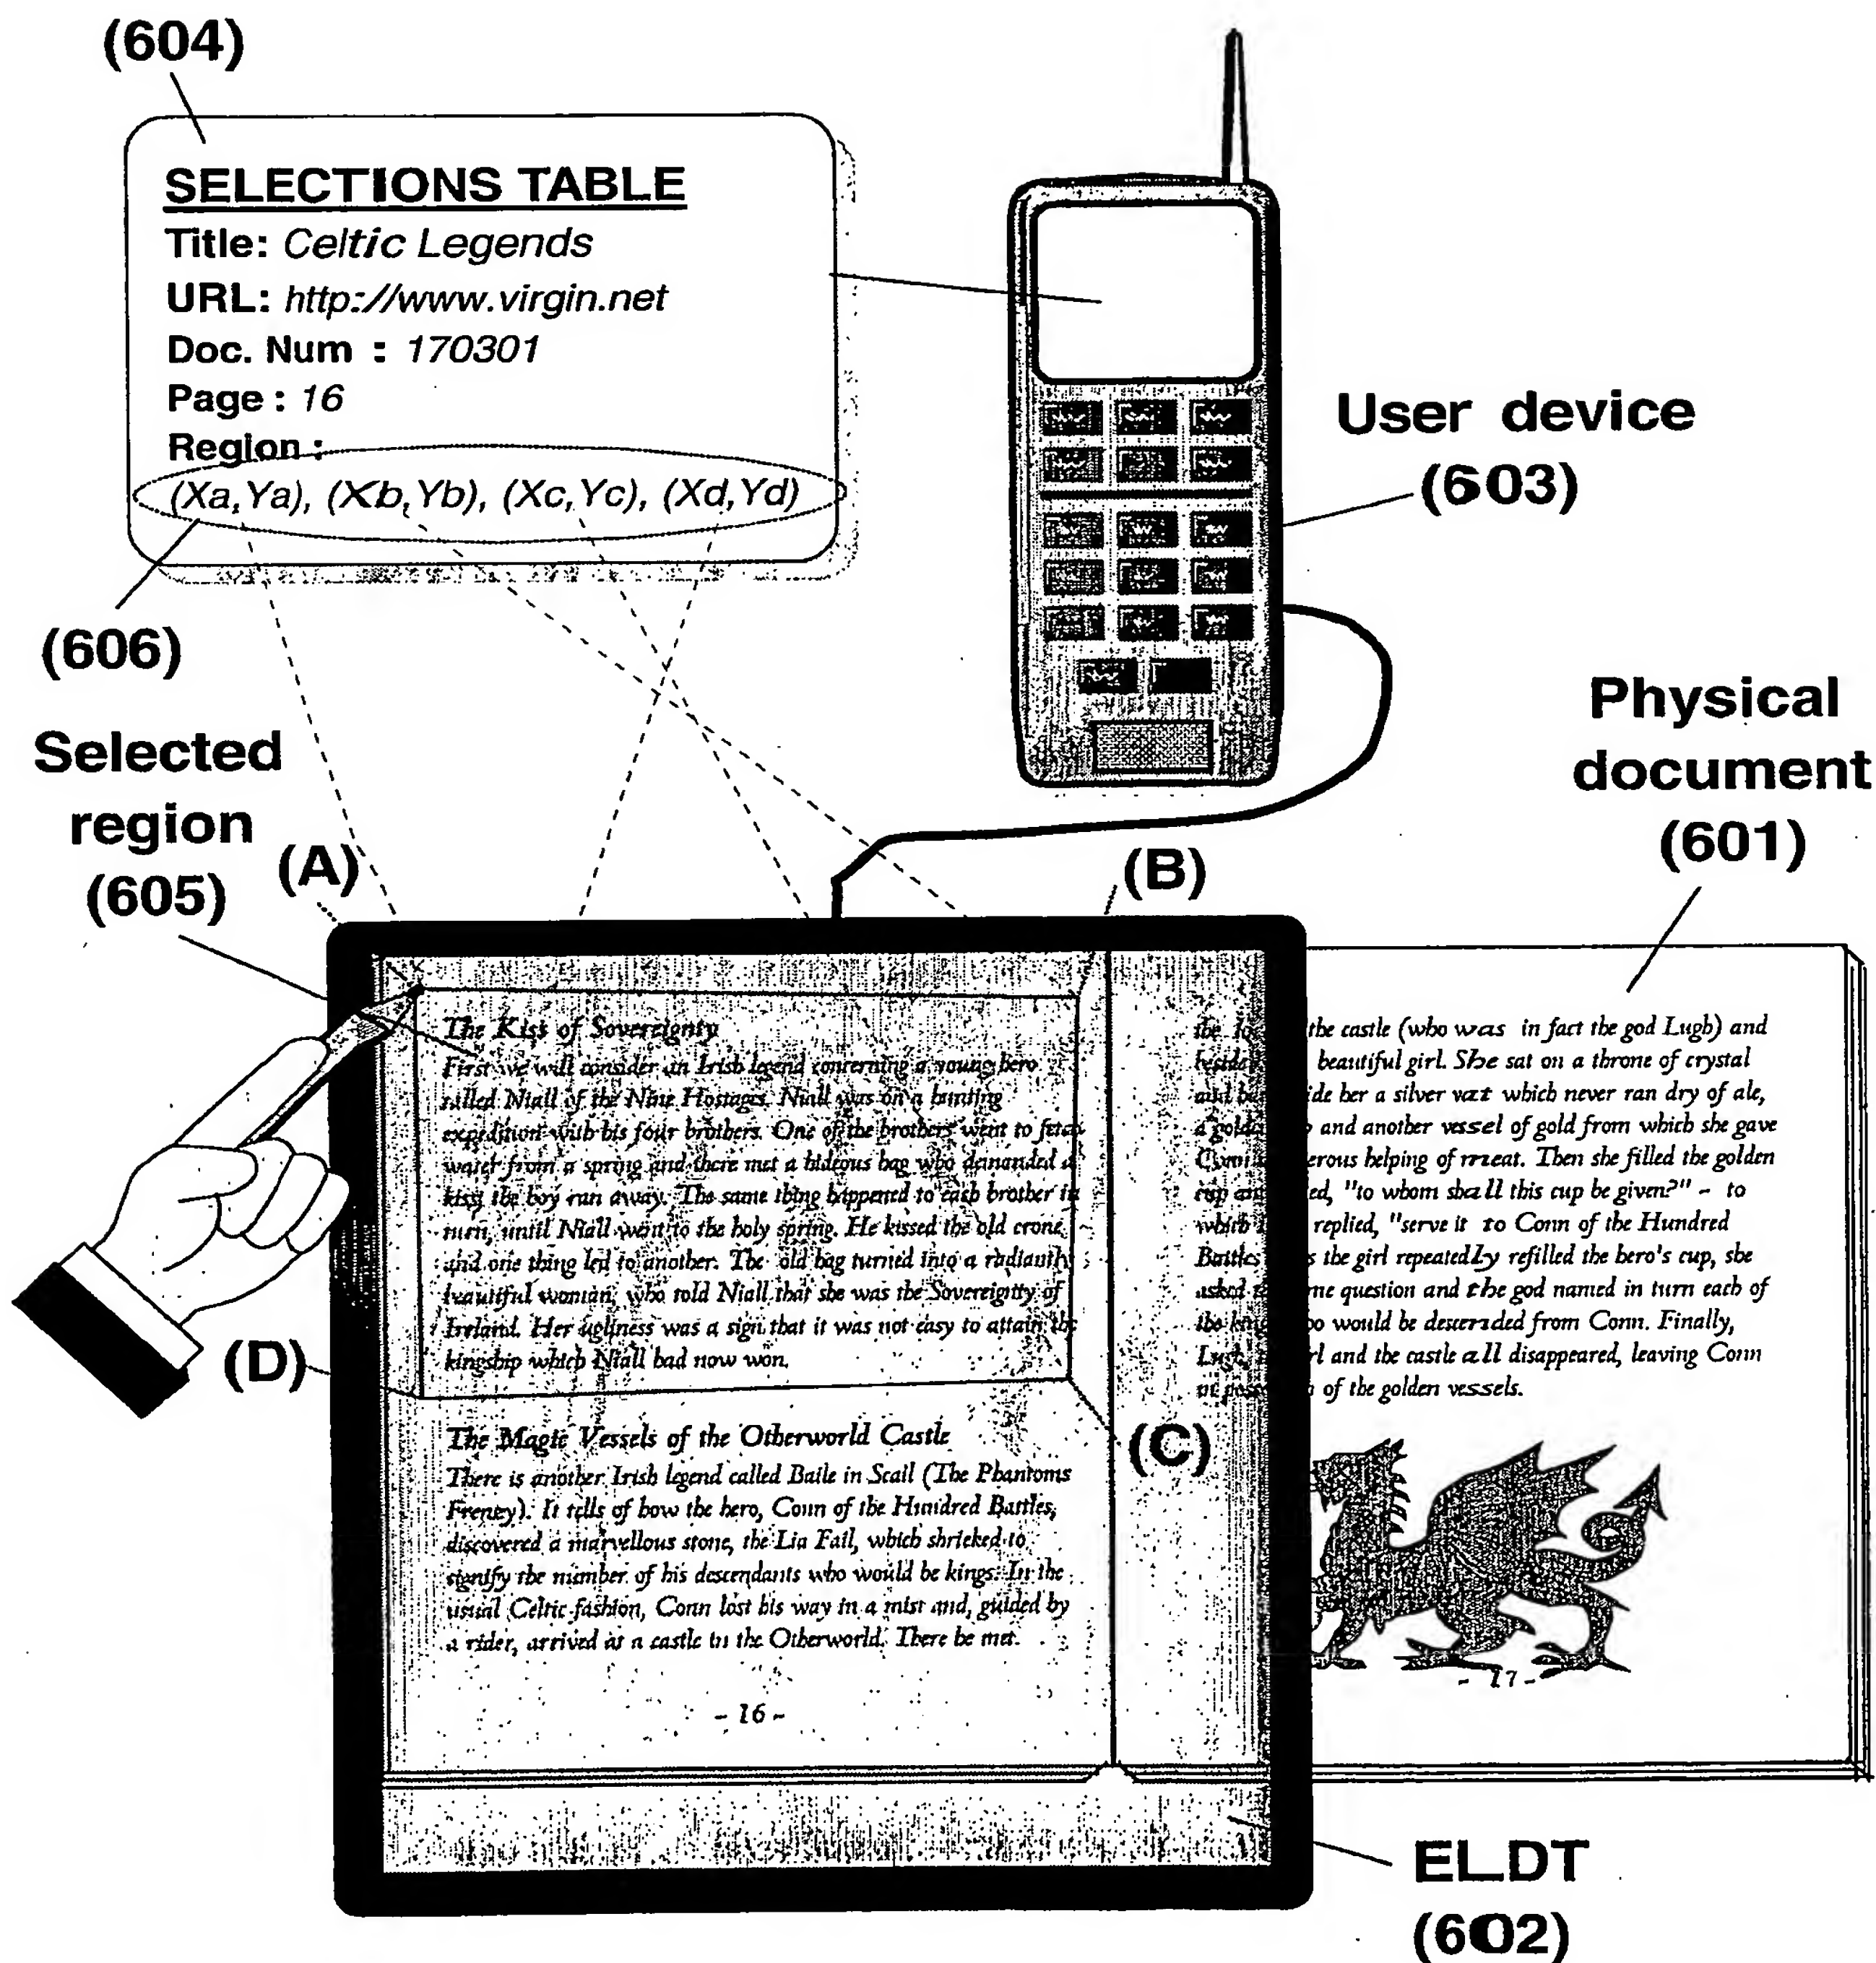 (604)
SELECTIONS TABLE
Title: Celtic Legends
URL: http://www.virgin.net
Doc. Num : 170301
Page : 16
Region :
(Xa,Ya), (Xb,Yb), (Xc,Yc), (Xd,Yd)
(606)
User device
(603)
Physical
document
(601)
Selected
region
(605)
(A)
(B)
(C)
(D)
The Kiss of Sovereignty
First we will consider an Irish legend concerning a young hero
called Niall of the Nine Hostages. Niall was on a hunting
expedition with his four brothers. One of the brothers went to fetch
water from a spring and there met a hideous hag who demanded a
kiss; the boy ran away. The same thing happened to each brother in
turn, until Niall went to the holy spring. He kissed the old crone,
and one thing led to another. The old hag turned into a radiantly
beautiful woman, who told Niall that she was the Sovereignty of
Ireland. Her ugliness was a sign that it was not easy to attain the
kingship which Niall had now won.
The Magic Vessels of the Otherworld Castle
There is another Irish legend called Baile in Scail (The Phantoms
Frenzy). It tells of how the hero, Conn of the Hundred Battles,
discovered a marvellous stone, the Lia Fail, which shrieked to
signify the number of his descendants who would be kings. In the
usual Celtic fashion, Conn lost his way in a mist and, guided by
a rider, arrived at a castle in the Otherworld. There he met
- 16 -
the castle (who was in fact the god Lugh) and
beautiful girl. She sat on a throne of crystal
her a silver vat which never ran dry of ale,
and another vessel of gold from which she gave
helping of meat. Then she filled the golden
cup "to whom shall this cup be given?" - to
which replied, "serve it to Conn of the Hundred
Battles the girl repeatedly refilled the hero's cup, she
asked question and the god named in turn each of
the would be descended from Conn. Finally,
Lugh, and the castle all disappeared, leaving Conn
of the golden vessels.
- 17 -
ELDT
(602)